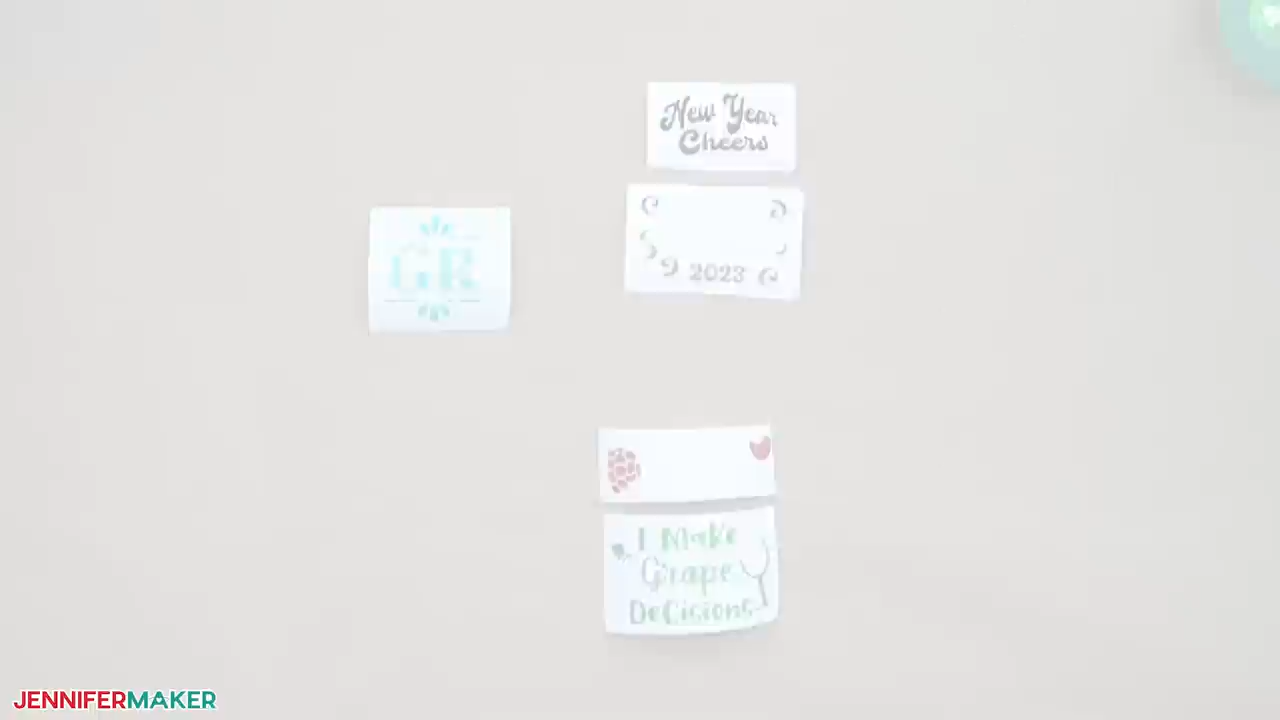 New Year
Cheers
GR
2023
I Make
Grape
Decisions
JENNIFERMAKER